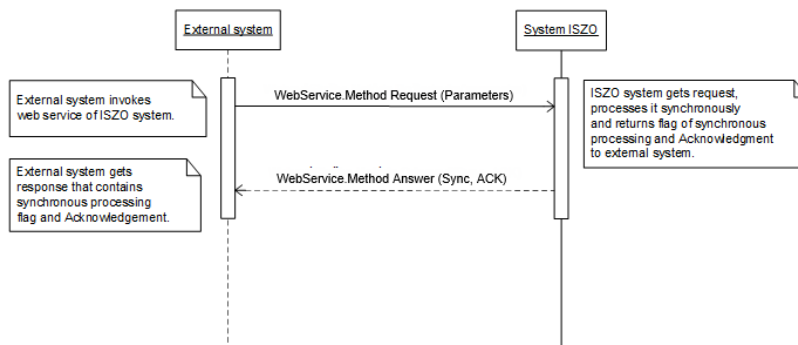 External system
System ISZO
External system invokes
web service of ISZO system.
WebService.Method Request (Parameters)
ISZO system gets request,
processes it synchronously
and returns flag of synchronous
processing and Acknowledgment
to external system.
External system gets
response that contains
synchronous processing
flag and Acknowledgement.
WebService.Method Answer (Sync, ACK)